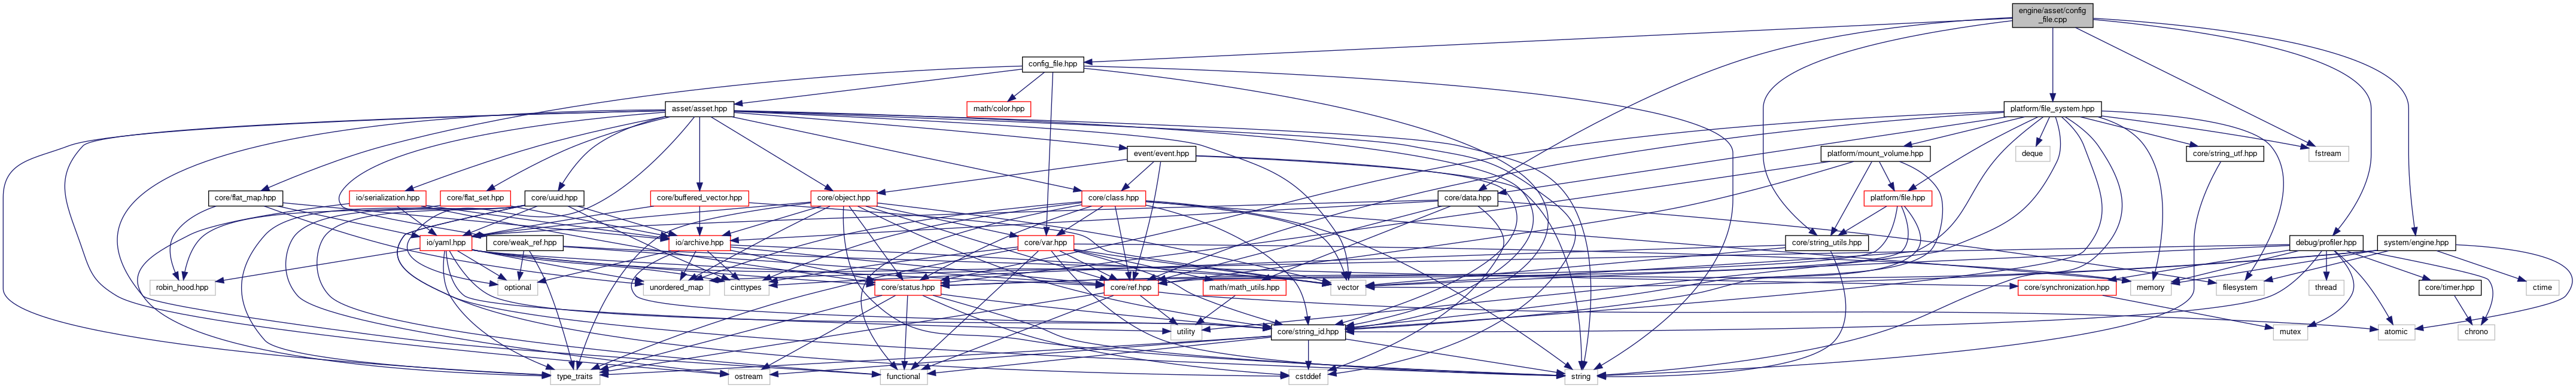 engine/asset/config
_file.cpp
config_file.hpp
asset/asset.hpp
math/color.hpp
platform/file_system.hpp
event/event.hpp
platform/mount_volume.hpp
deque
core/string_utf.hpp
fstream
core/flat_map.hpp
io/serialization.hpp
core/flat_set.hpp
core/uuid.hpp
core/buffered_vector.hpp
core/object.hpp
core/class.hpp
core/data.hpp
platform/file.hpp
io/yaml.hpp
core/weak_ref.hpp
io/archive.hpp
core/var.hpp
core/string_utils.hpp
debug/profiler.hpp
system/engine.hpp
robin_hood.hpp
optional
unordered_map
cinttypes
core/status.hpp
core/ref.hpp
math/math_utils.hpp
vector
core/synchronization.hpp
memory
filesystem
thread
core/timer.hpp
ctime
utility
core/string_id.hpp
mutex
atomic
chrono
type_traits
ostream
functional
cstddef
string